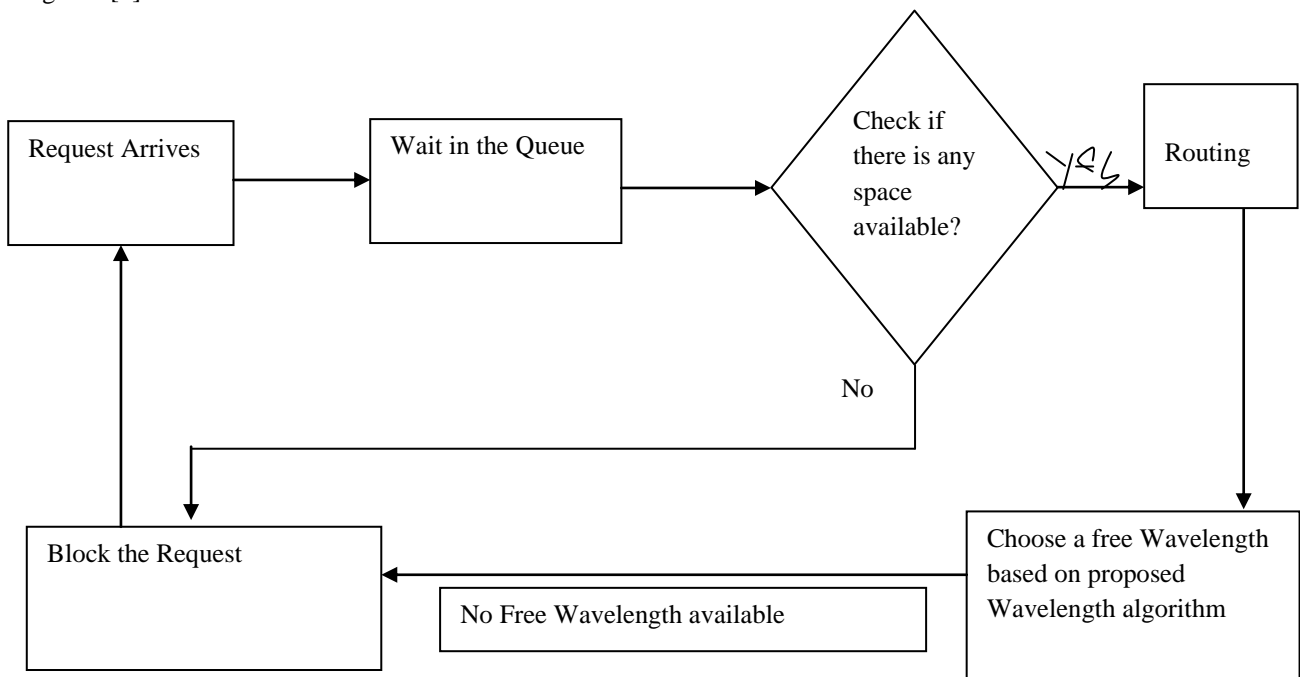 Request Arrives
Wait in the Queue
Check if
there is any
space
available?
yes
Routing
No
Block the Request
No Free Wavelength available
Choose a free Wavelength
based on proposed
Wavelength algorithm